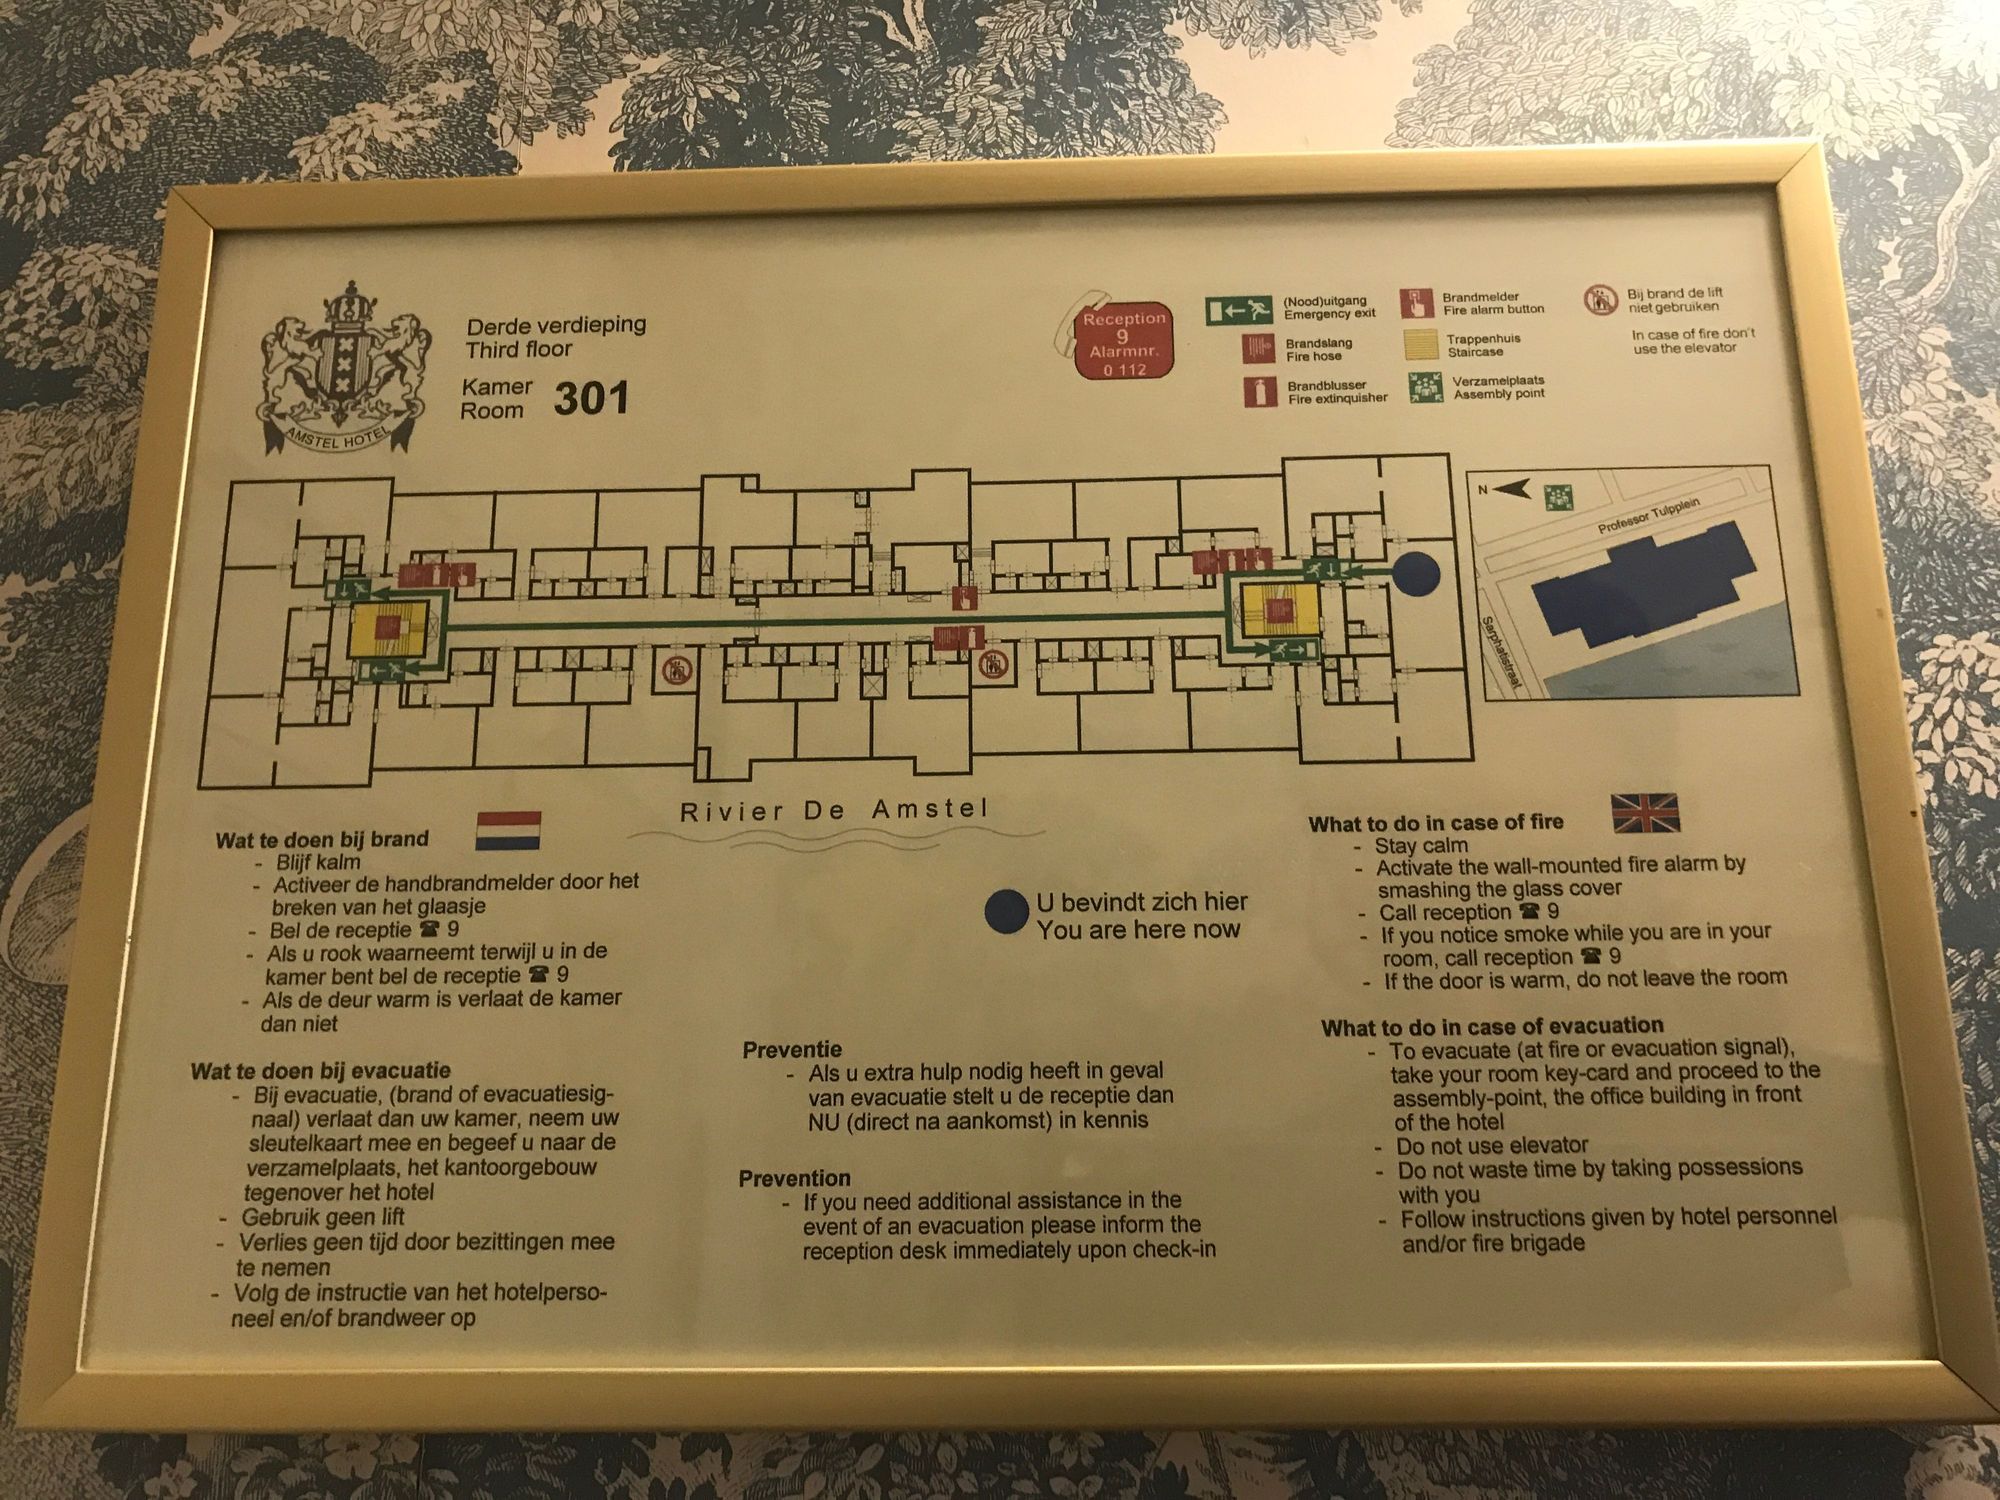 AMSTEL HOTEL
Derde verdieping
Third floor
Kamer
Room 301
Reception
9
Alarmnr.
0 112
(Nood)uitgang
Emergency exit
Brandslang
Fire hose
Brandblusser
Fire extinquisher
Brandmelder
Fire alarm button
Trappenhuis
Staircase
Verzamelplaats
Assembly point
Bij brand de lift
niet gebruiken
In case of fire don't
use the elevator
N
Professor Tulpplein
Sarphatistraat
Rivier De Amstel
Wat te doen bij brand
- Blijf kalm
- Activeer de handbrandmelder door het
breken van het glaasje
- Bel de receptie ☎ 9
- Als u rook waarneemt terwijl u in de
kamer bent bel de receptie ☎ 9
- Als de deur warm is verlaat de kamer
dan niet
Wat te doen bij evacuatie
- Bij evacuatie, (brand of evacuatiesig-
naal) verlaat dan uw kamer, neem uw
sleutelkaart mee en begeef u naar de
verzamelplaats, het kantoorgebouw
tegenover het hotel
- Gebruik geen lift
- Verlies geen tijd door bezittingen mee
te nemen
- Volg de instructie van het hotelperso-
neel en/of brandweer op
U bevindt zich hier
You are here now
Preventie
- Als u extra hulp nodig heeft in geval
van evacuatie stelt u de receptie dan
NU (direct na aankomst) in kennis
Prevention
- If you need additional assistance in the
event of an evacuation please inform the
reception desk immediately upon check-in
What to do in case of fire
- Stay calm
- Activate the wall-mounted fire alarm by
smashing the glass cover
- Call reception ☎ 9
- If you notice smoke while you are in your
room, call reception ☎ 9
- If the door is warm, do not leave the room
What to do in case of evacuation
- To evacuate (at fire or evacuation signal),
take your room key-card and proceed to the
assembly-point, the office building in front
of the hotel
- Do not use elevator
- Do not waste time by taking possessions
with you
- Follow instructions given by hotel personnel
and/or fire brigade